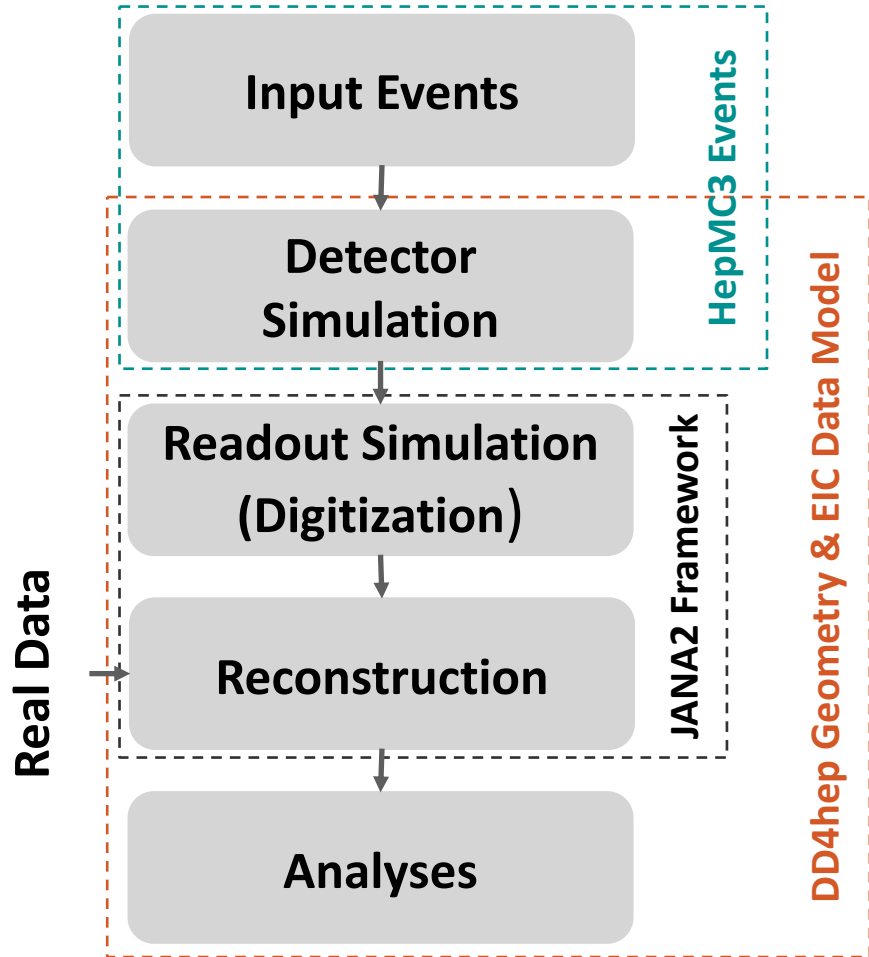 Input Events
Detector
Simulation
Readout Simulation
(Digitization)
Reconstruction
Analyses
Real Data
HepMC3 Events
JANA2 Framework
DD4hep Geometry & EIC Data Model